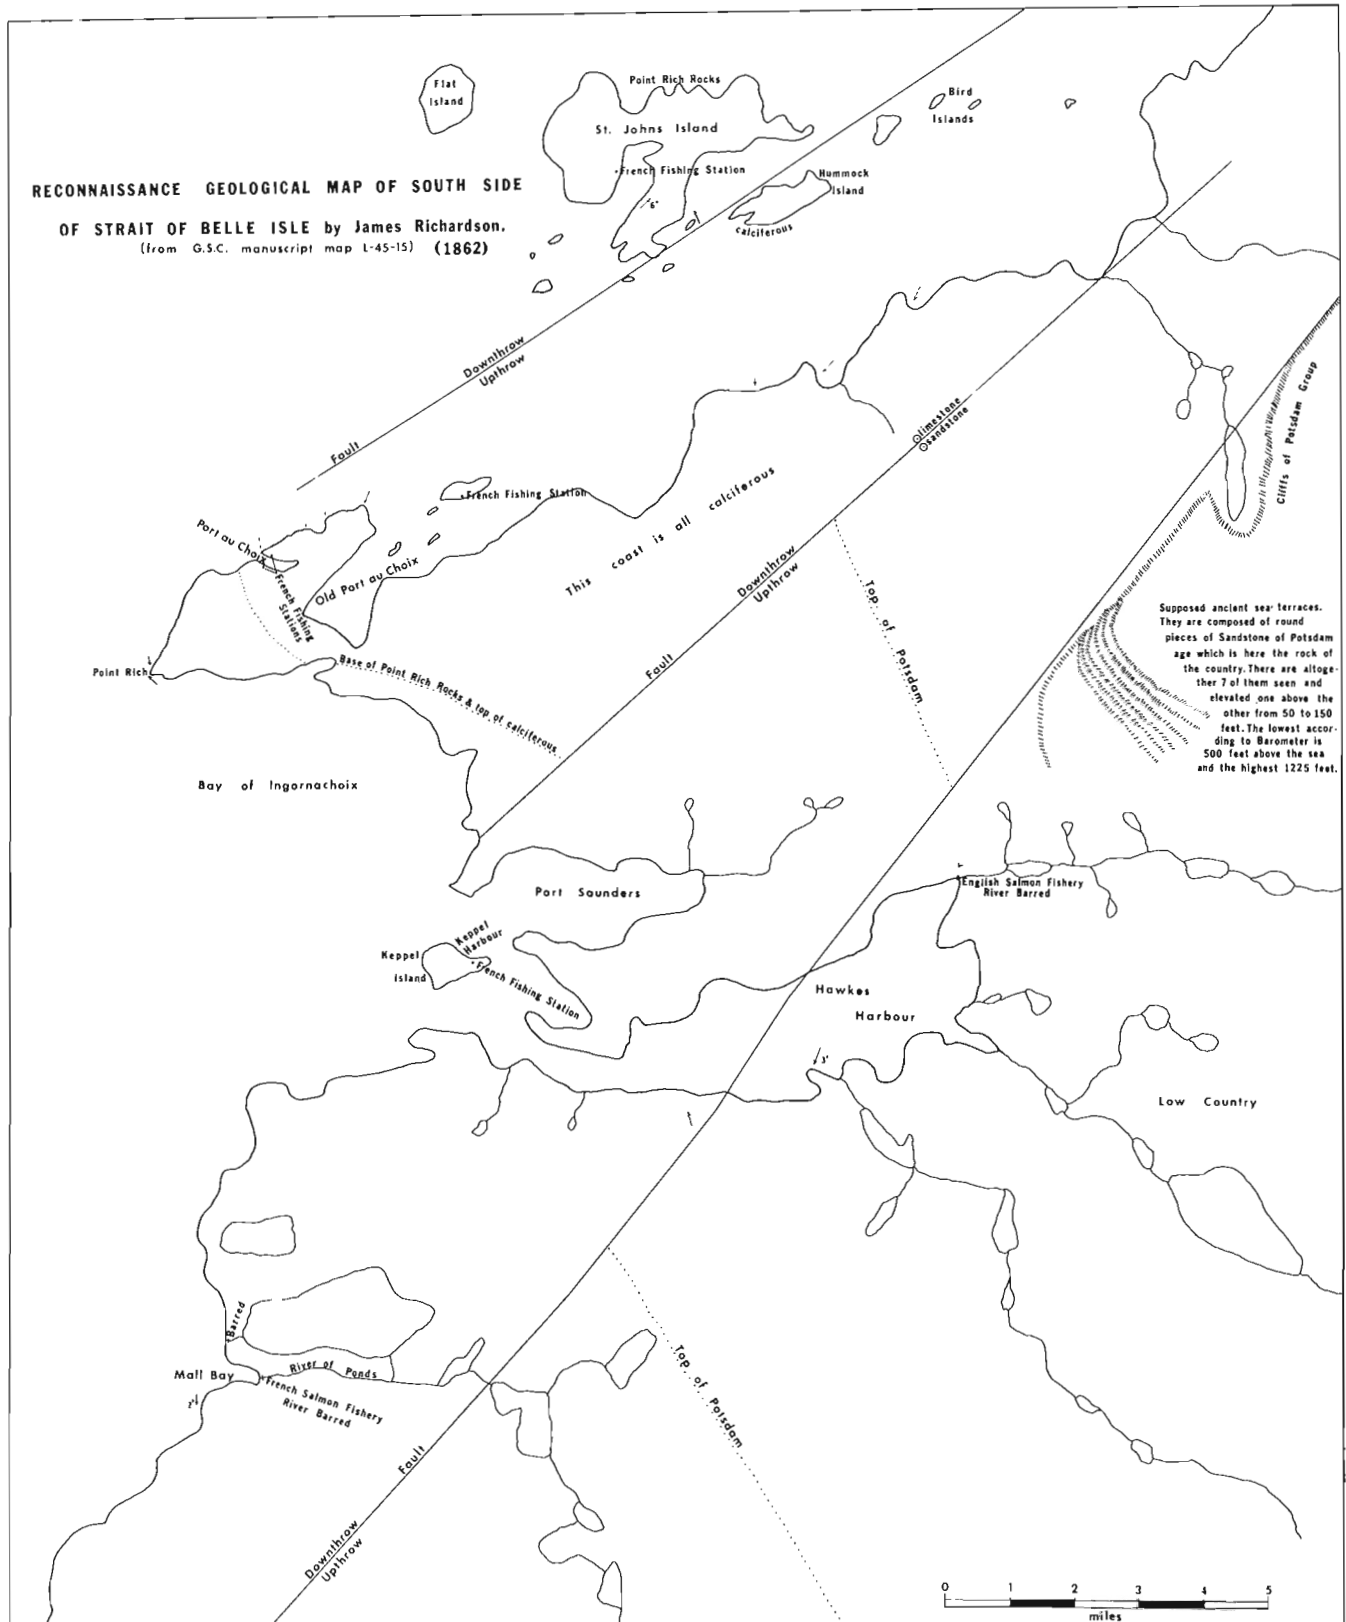 Flat
Island
Point Rich Rocks
St. Johns Island
French Fishing Station
6°
Bird
Islands
Hummock
Island
calciferous
RECONNAISSANCE GEOLOGICAL MAP OF SOUTH SIDE
OF STRAIT OF BELLE ISLE by James Richardson.
(from G.S.C. manuscript map L-45-15) (1862)
Downthrow
Upthrow
Fault
limestone
sandstone
Cliffs of Potsdam Group
French Fishing Station
This coast is all calciferous
Port au Choix
French Fishing
Stations
Old Port au Choix
Downthrow
Upthrow
Fault
Top of Potsdam
Supposed ancient sea terraces.
They are composed of round
pieces of Sandstone of Potsdam
age which is here the rock of
the country. There are altoge-
ther 7 of them seen and
elevated one above the
other from 50 to 150
feet. The lowest accor-
ding to Barometer is
500 feet above the sea
and the highest 1225 feet.
Point Rich
Base of Point Rich Rocks & top of calciferous
Bay of Ingornachoix
Port Saunders
English Salmon Fishery
River Barred
Keppel
Harbour
Keppel
island
French Fishing Station
Hawkes
Harbour
3°
Low Country
Barred
Mall Bay
River of Ponds
French Salmon Fishery
River Barred
2°
Top of Potsdam
Fault
Downthrow
Upthrow
0 1 2 3 4 5
miles